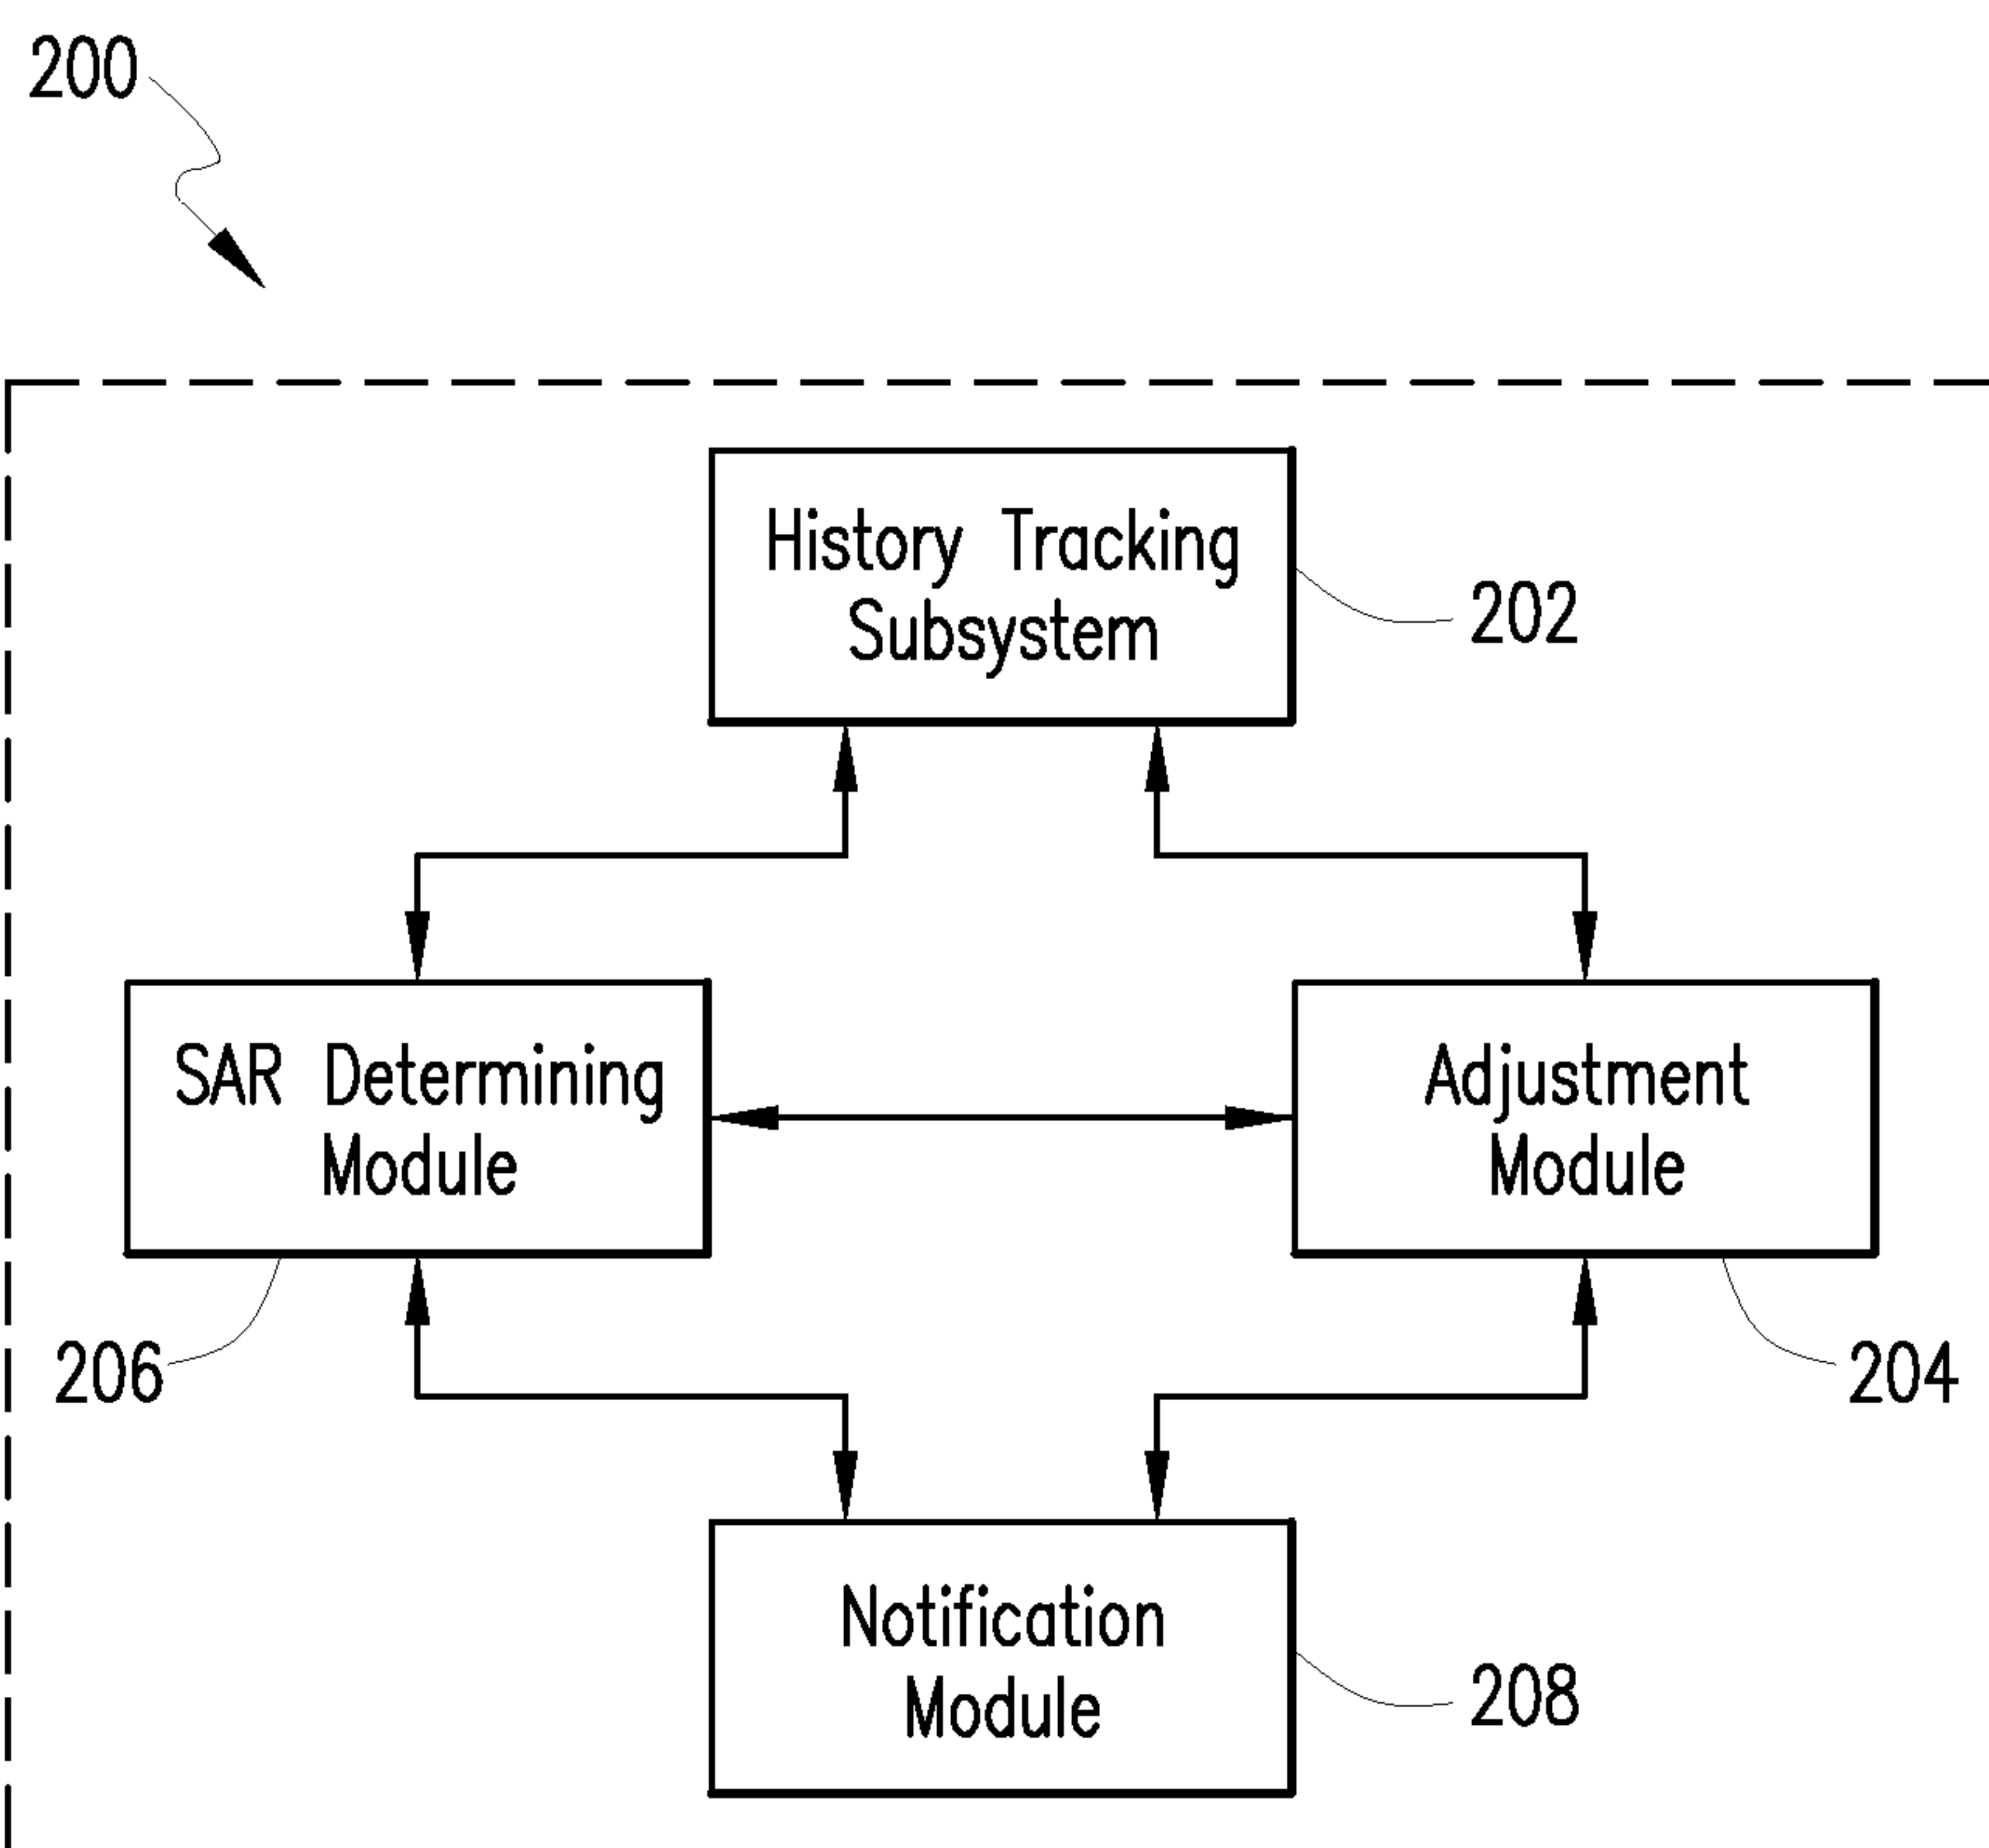 200
History Tracking
Subsystem
202
SAR Determining
Module
Adjustment
Module
206
204
Notification
Module
208